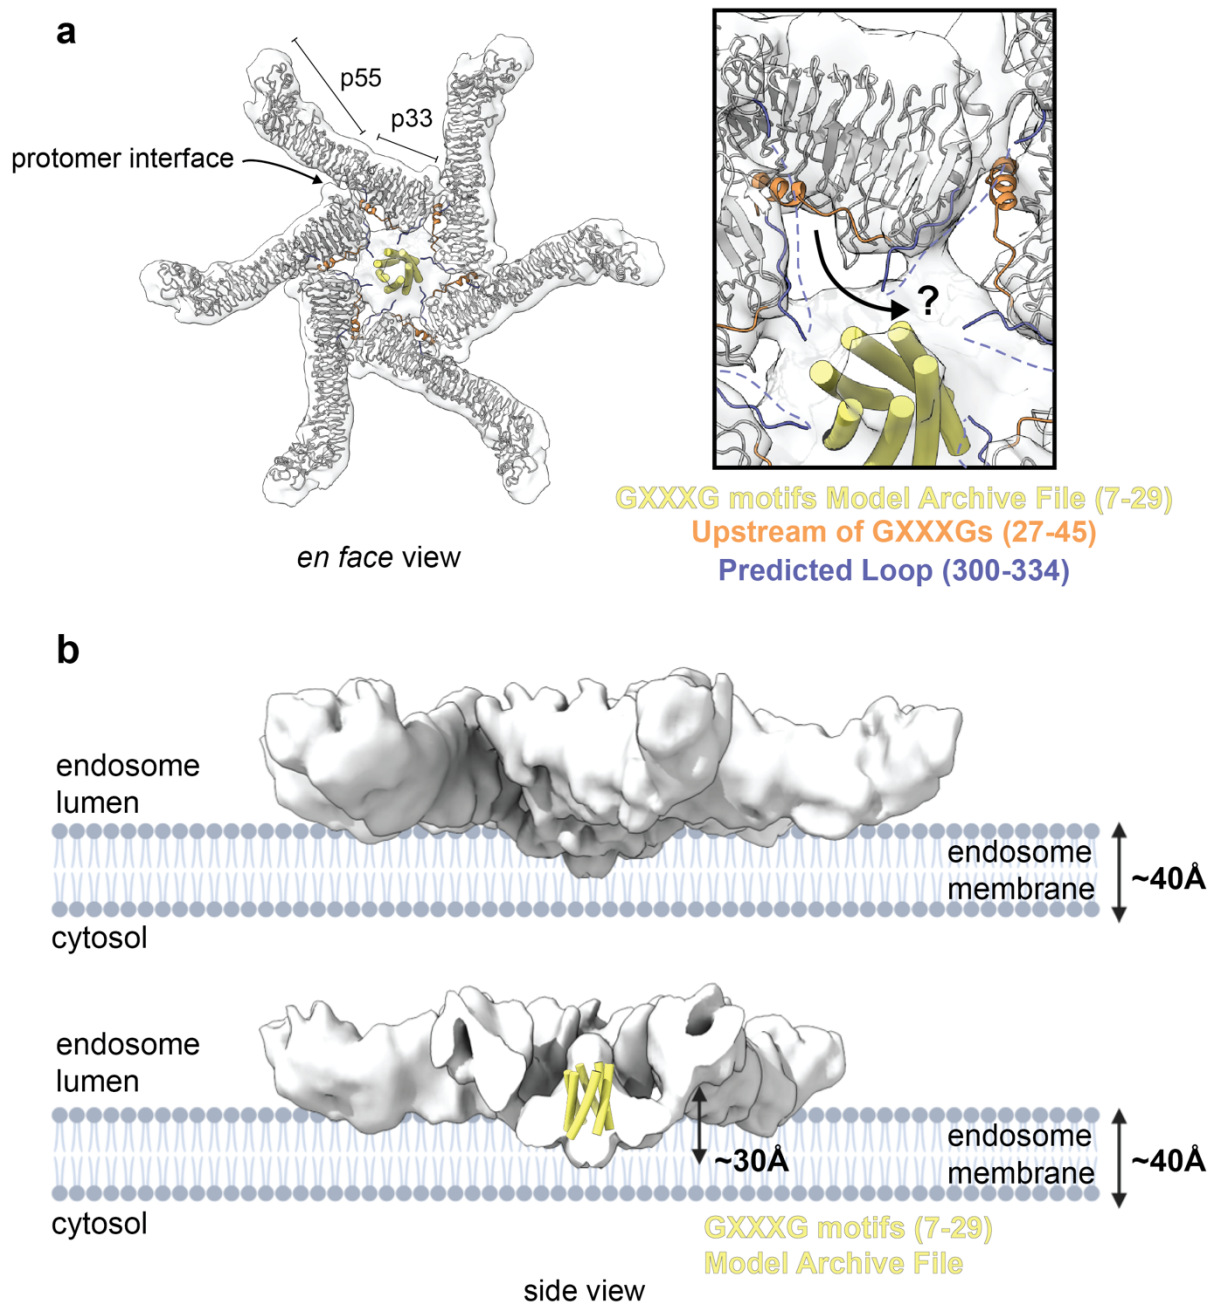 a
p55
p33
protomer interface
en face view
?
GXXXG motifs Model Archive File (7-29)
Upstream of GXXXGs (27-45)
Predicted Loop (300-334)
b
endosome
lumen
endosome
membrane
~40Å
cytosol
endosome
lumen
endosome
membrane
~30Å
~40Å
cytosol
GXXXG motifs (7-29)
Model Archive File
side view